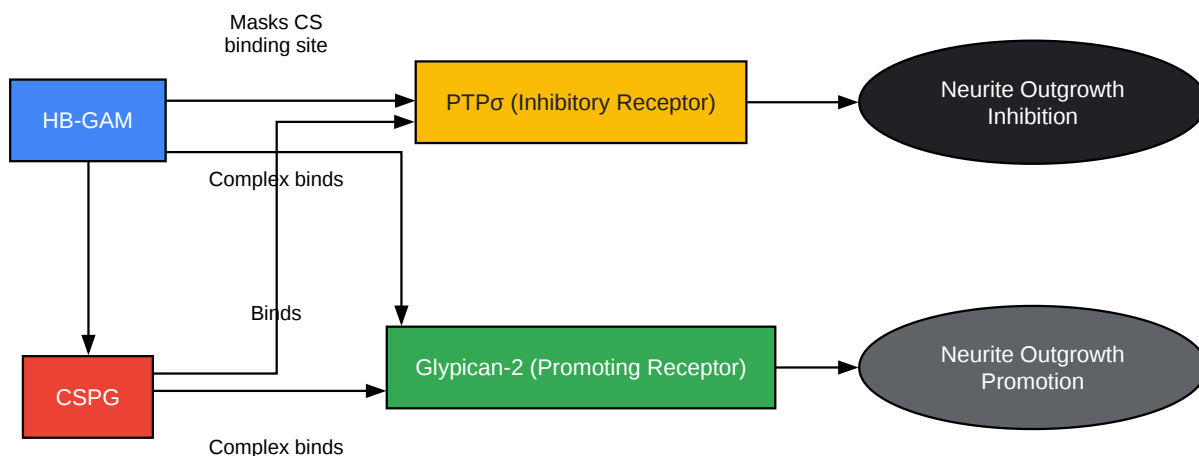 Masks CS
binding site
HB-GAM
PTPσ (Inhibitory Receptor)
Neurite Outgrowth
Inhibition
Complex binds
Binds
CSPG
Glypican-2 (Promoting Receptor)
Neurite Outgrowth
Promotion
Complex binds